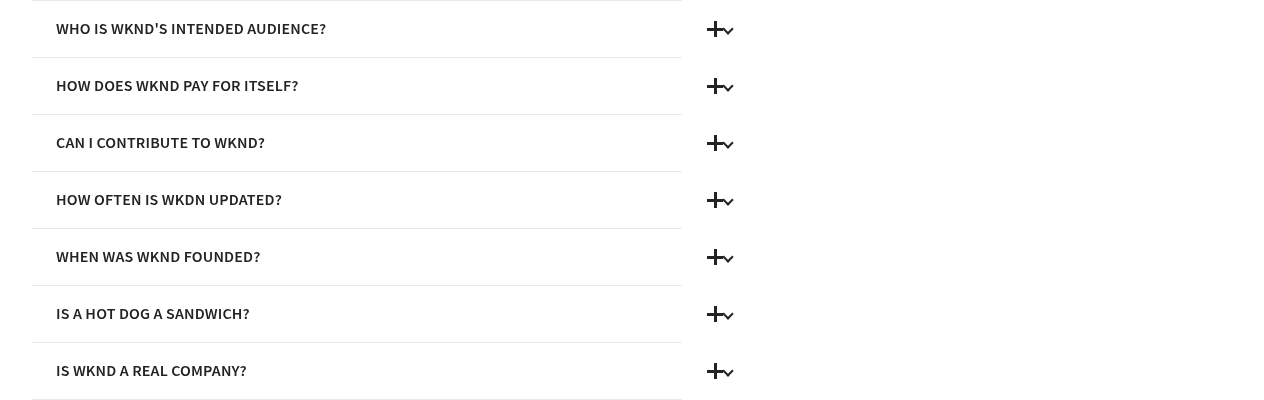 WHO IS WKND'S INTENDED AUDIENCE?
HOW DOES WKND PAY FOR ITSELF?
CAN I CONTRIBUTE TO WKND?
HOW OFTEN IS WKDN UPDATED?
WHEN WAS WKND FOUNDED?
IS A HOT DOG A SANDWICH?
IS WKND A REAL COMPANY?